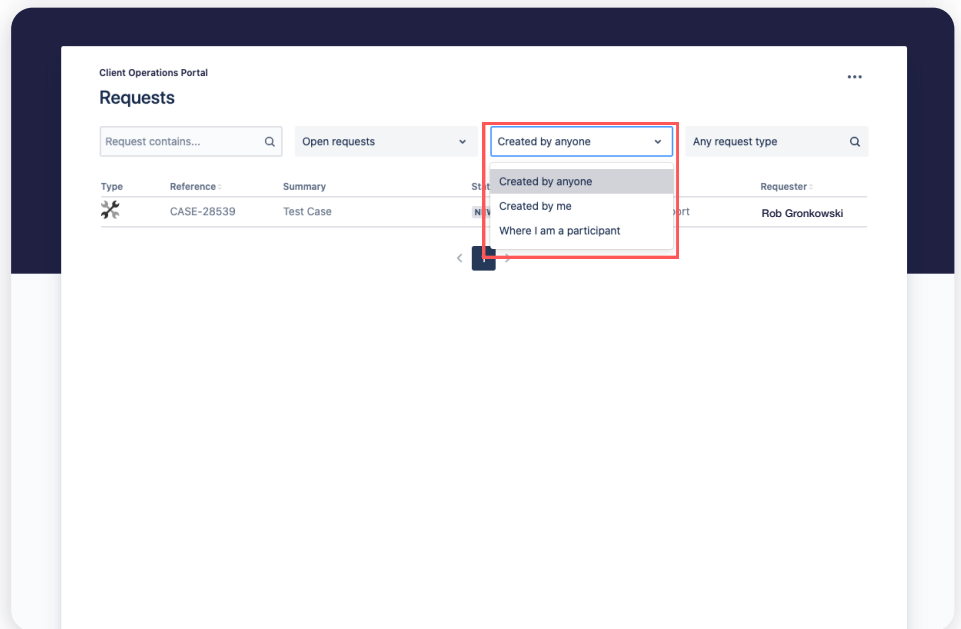 Client Operations Portal
Requests
Request contains... Open requests Created by anyone Any request type
Type Reference Summary Requester
CASE-28539 Test Case Rob Gronkowski
Created by anyone
Created by me
Where I am a participant